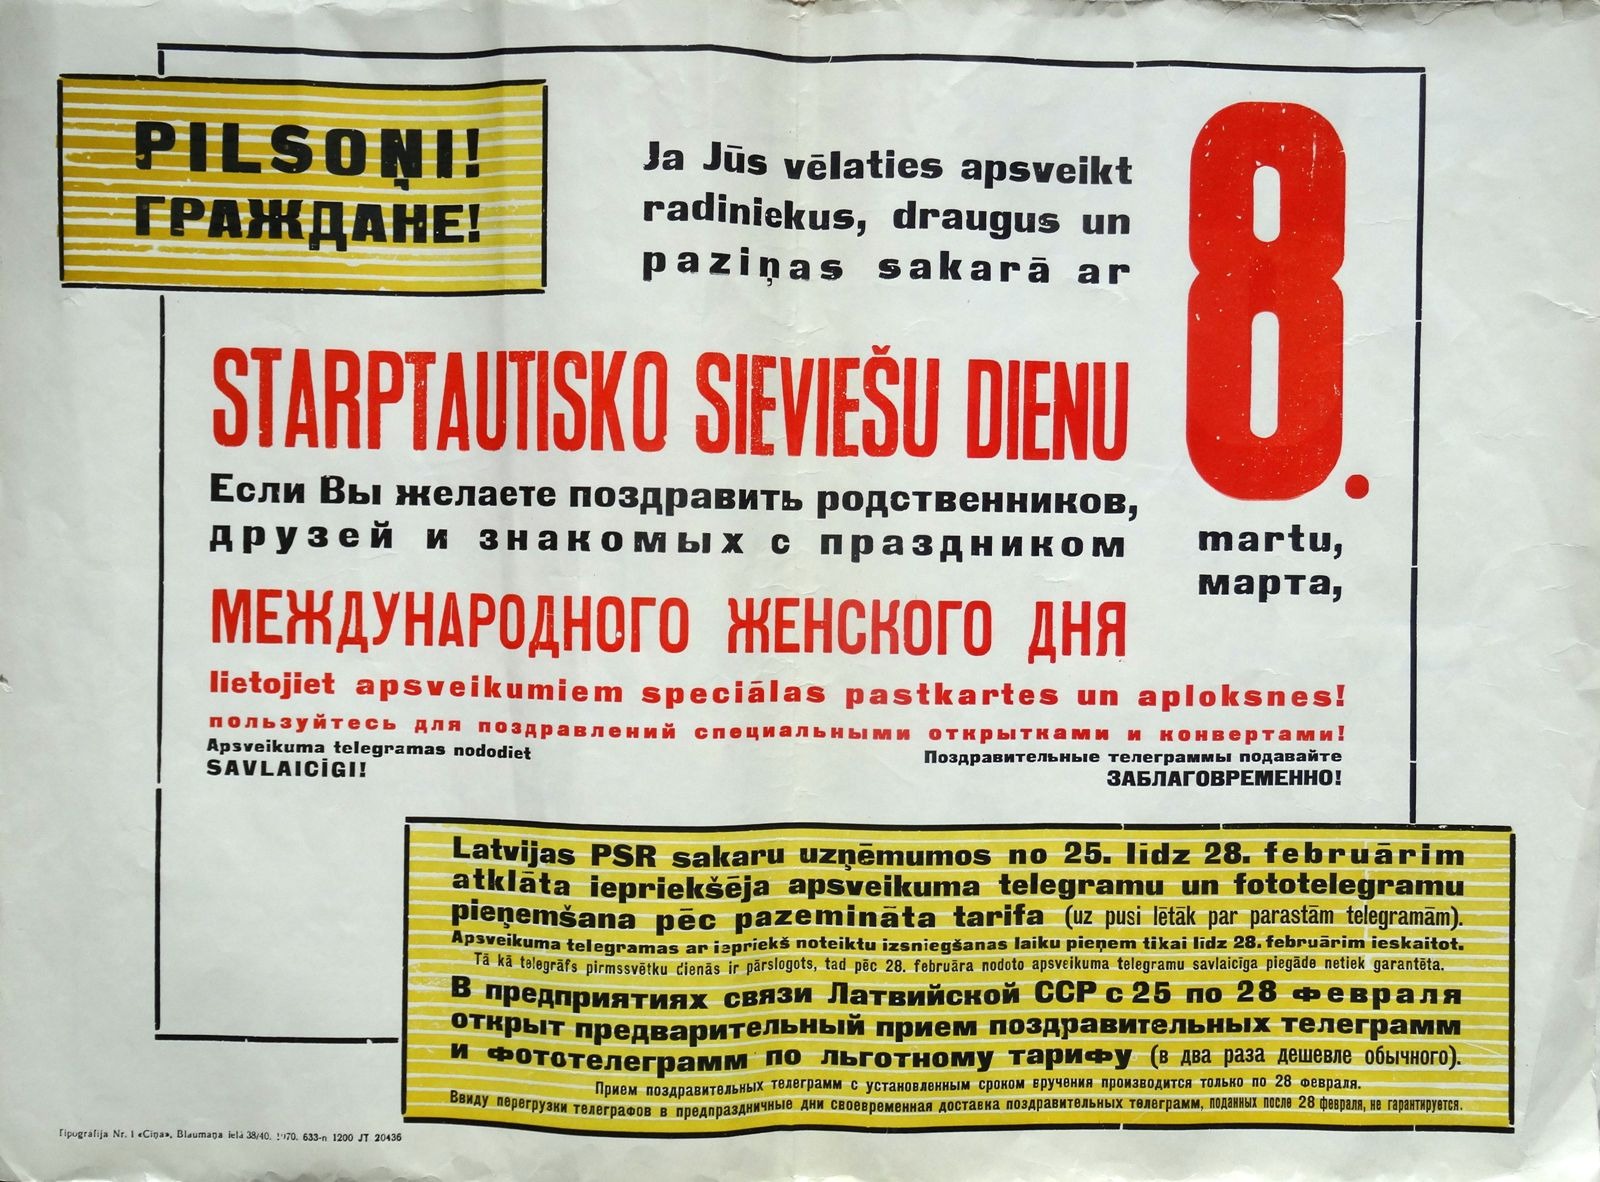 PILSOŅI!
ГРАЖДАНЕ!
Ja Jūs vēlaties apsveikt
radiniekus, draugus un
paziņas sakarā ar
8.
martu,
марта,
STARPTAUTISKO SIEVIEŠU DIENU
Если Вы желаете поздравить родственников,
друзей и знакомых с праздником
МЕЖДУНАРОДНОГО ЖЕНСКОГО ДНЯ
lietojiet apsveikumiem speciālas pastkartes un aploksnes!
пользуйтесь для поздравлений специальными открытками и конвертами!
Apsveikuma telegramas nododiet
SAVLAICĪGI!
Поздравительные телеграммы подавайте
ЗАБЛАГОВРЕМЕННО!
Latvijas PSR sakaru uzņēmumos no 25. līdz 28. februārim
atklāta iepriekšēja apsveikuma telegramu un fototelegramu
pieņemšana pēc pazemināta tarifa (uz pusi lētāk par parastām telegramām).
Apsveikuma telegramas ar iepriekš noteiktu izsniegšanas laiku pieņem tikai līdz 28. februārim ieskaitot.
Tā kā telegrāfs pirmssvētku dienās ir pārslogots, tad pēc 28. februāra nodoto apsveikuma telegramu savlaicīga piegāde netiek garantēta.
В предприятиях связи Латвийской ССР с 25 по 28 февраля
открыт предварительный прием поздравительных телеграмм
и фототелеграмм по льготному тарифу (в два раза дешевле обычного).
Прием поздравительных телеграмм с установленным сроком вручения производится только по 28 февраля.
Ввиду перегрузки телеграфов в предпраздничные дни своевременная доставка поздравительных телеграмм, поданных после 28 февраля, не гарантируется.
Tipogrāfija Nr. 1 «Cīņa», Blaumaņa ielā 38/40. 1970. 633-n 1200 JT 20436